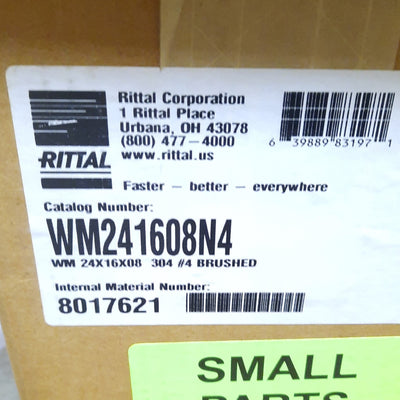 Rittal Corporation
1 Rittal Place
Urbana, OH 43078
(800) 477-4000
www.rittal.us
6 39889 83197 1
RITTAL
Faster - better - everywhere
Catalog Number:
WM241608N4
WM 24X16X08 304 #4 BRUSHED
Internal Material Number:
8017621
SMALL
PARTS